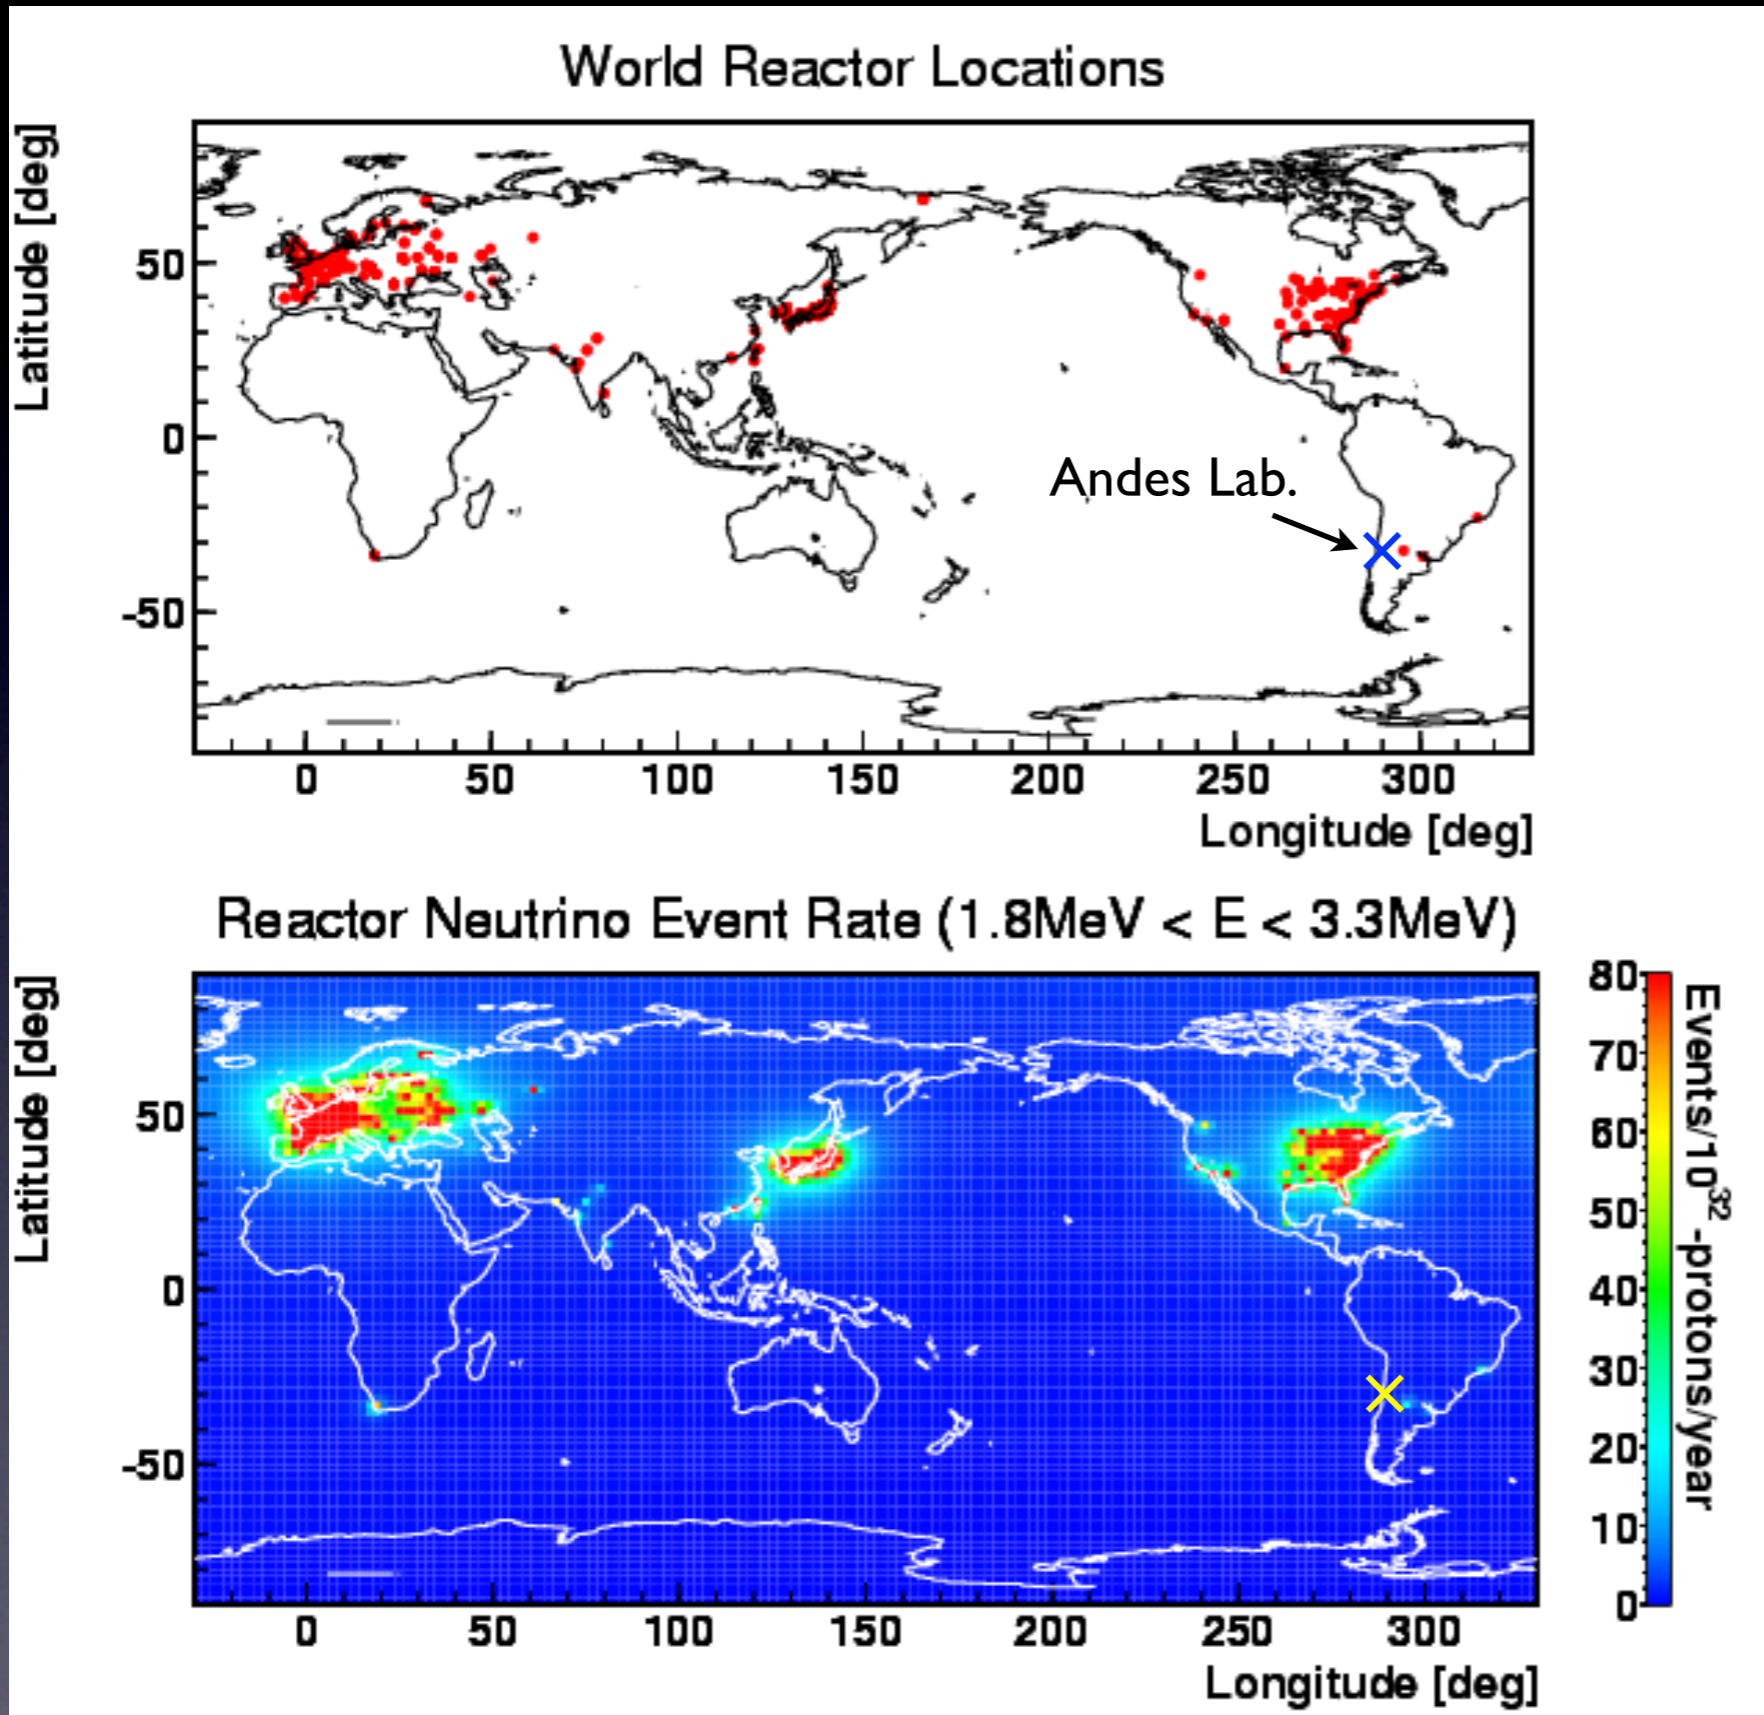 World Reactor Locations
Latitude [deg]
50
0
-50
Andes Lab.
0 50 100 150 200 250 300
Longitude [deg]
Reactor Neutrino Event Rate (1.8MeV < E < 3.3MeV)
Latitude [deg]
50
0
-50
0 50 100 150 200 250 300
Longitude [deg]
80
70
60
50
40
30
20
10
0
Events/10³² -protons/year